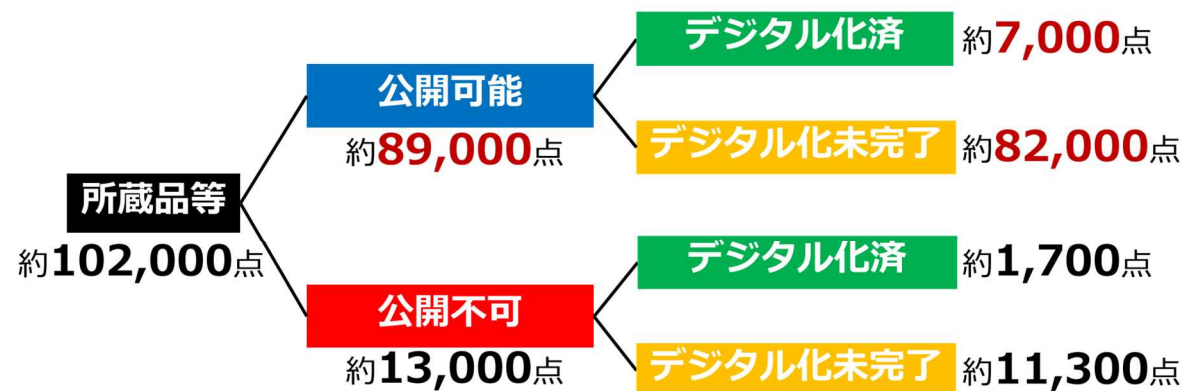 所蔵品等
約102,000点
公開可能
約89,000点
デジタル化済 約7,000点
デジタル化未完了 約82,000点
公開不可
約13,000点
デジタル化済 約1,700点
デジタル化未完了 約11,300点